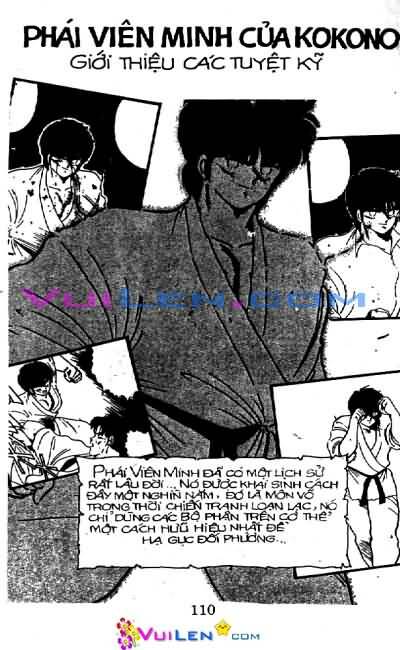 PHÁI VIÊN MINH CỦA KOKONO
GIỚI THIỆU CÁC TUYỆT KỸ
VUILEN.COM
PHÁI VIÊN MINH ĐÃ CÓ MỘT LỊCH SỬ
RẤT LÂU ĐỜI... NÓ ĐƯỢC KHAI SINH CÁCH
ĐÂY MỘT NGHÌN NĂM, ĐÓ LÀ MÔN VÕ
TRONG THỜI CHIẾN TRANH LOẠN LẠC, NÓ
CHỈ DÙNG CÁC BỘ PHẬN TRÊN CƠ THỂ
MỘT CÁCH HỮU HIỆU NHẤT ĐỂ
HẠ GỤC ĐỐI PHƯƠNG...
110
VUILEN.COM